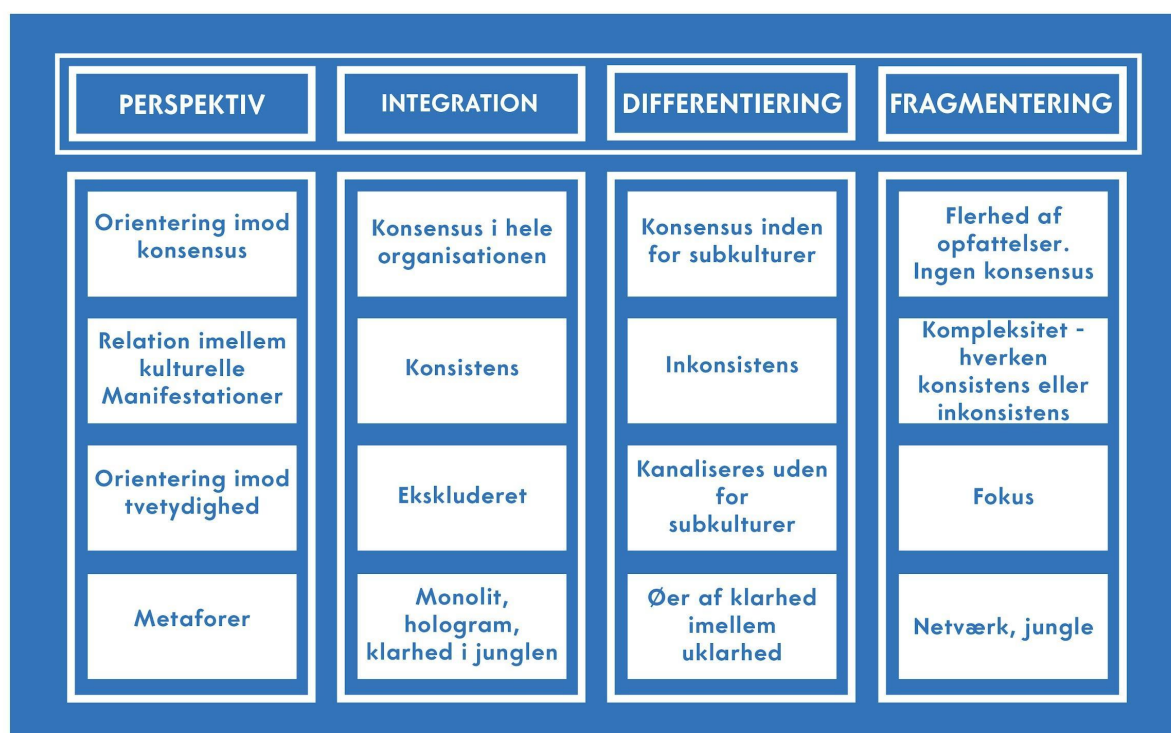 PERSPEKTIV
INTEGRATION
DIFFERENTIERING
FRAGMENTERING
Orientering imod
konsensus
Konsensus i hele
organisationen
Konsensus inden
for subkulturer
Flerhed af
opfattelser.
Ingen konsensus
Relation imellem
kulturelle
Manifestationer
Konsistens
Inkonsistens
Kompleksitet -
hverken
konsistens eller
inkonsistens
Orientering imod
tvetydighed
Ekskluderet
Kanaliseres uden
for
subkulturer
Fokus
Metaforer
Monolit,
hologram,
klarhed i junglen
Øer af klarhed
imellem
uklarhed
Netværk, jungle